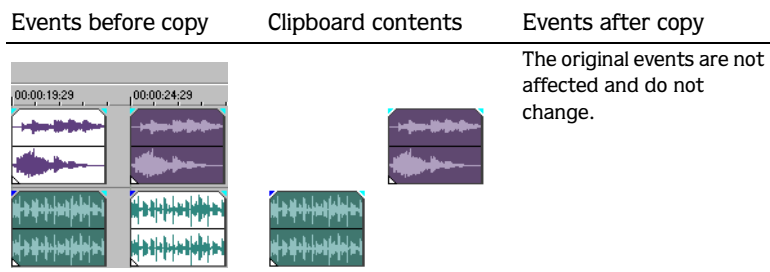 Events before copy
Clipboard contents
Events after copy
The original events are not
affected and do not
change.
00:00:19:29
00:00:24:29